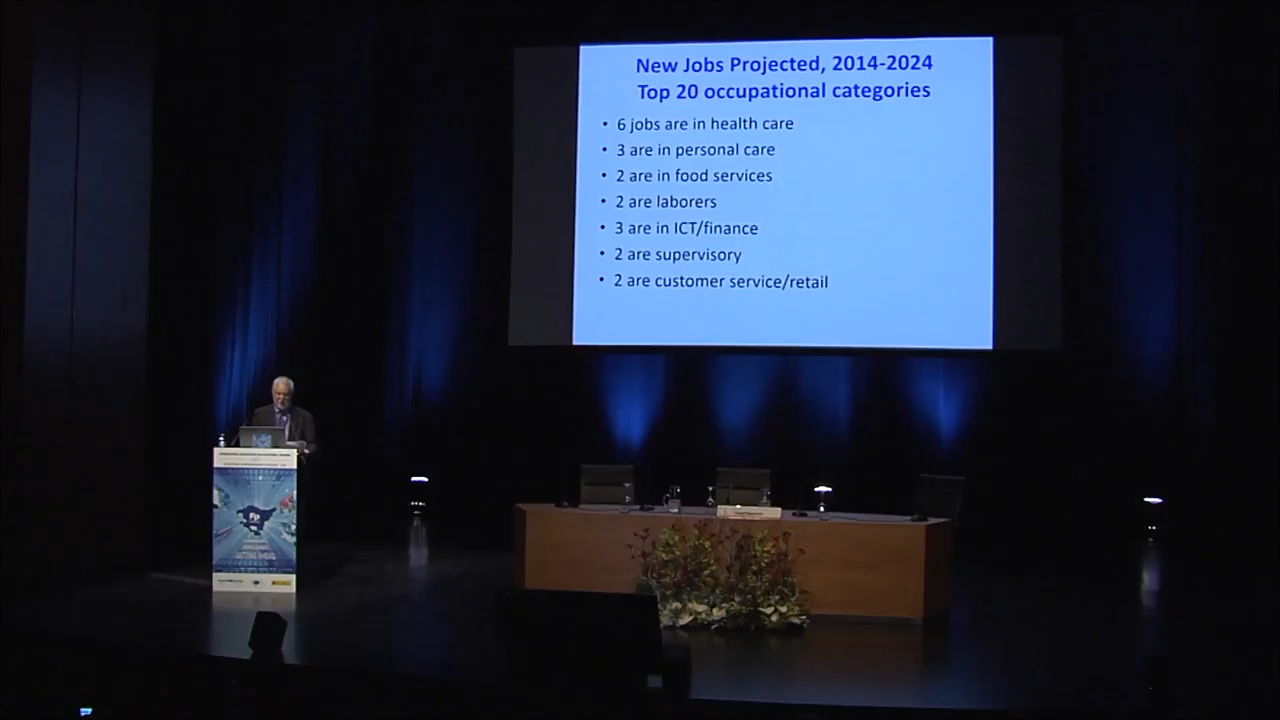 New Jobs Projected, 2014-2024
Top 20 occupational categories
• 6 jobs are in health care
• 3 are in personal care
• 2 are in food services
• 2 are laborers
• 3 are in ICT/finance
• 2 are supervisory
• 2 are customer service/retail